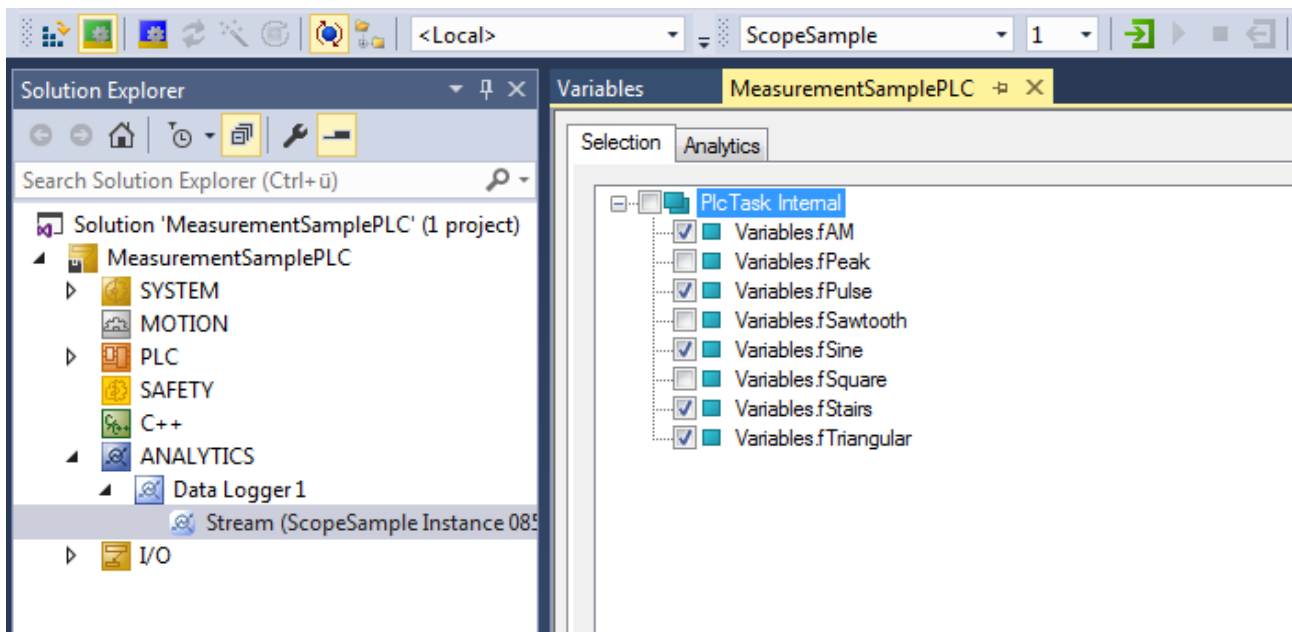 <Local>
ScopeSample
1
Solution Explorer
Search Solution Explorer (Ctrl+ü)
Solution 'MeasurementSamplePLC' (1 project)
MeasurementSamplePLC
SYSTEM
MOTION
PLC
SAFETY
C++
ANALYTICS
Data Logger 1
Stream (ScopeSample Instance 085
I/O
Variables
MeasurementSamplePLC
Selection
Analytics
PlcTask Internal
Variables.fAM
Variables.fPeak
Variables.fPulse
Variables.fSawtooth
Variables.fSine
Variables.fSquare
Variables.fStairs
Variables.fTriangular